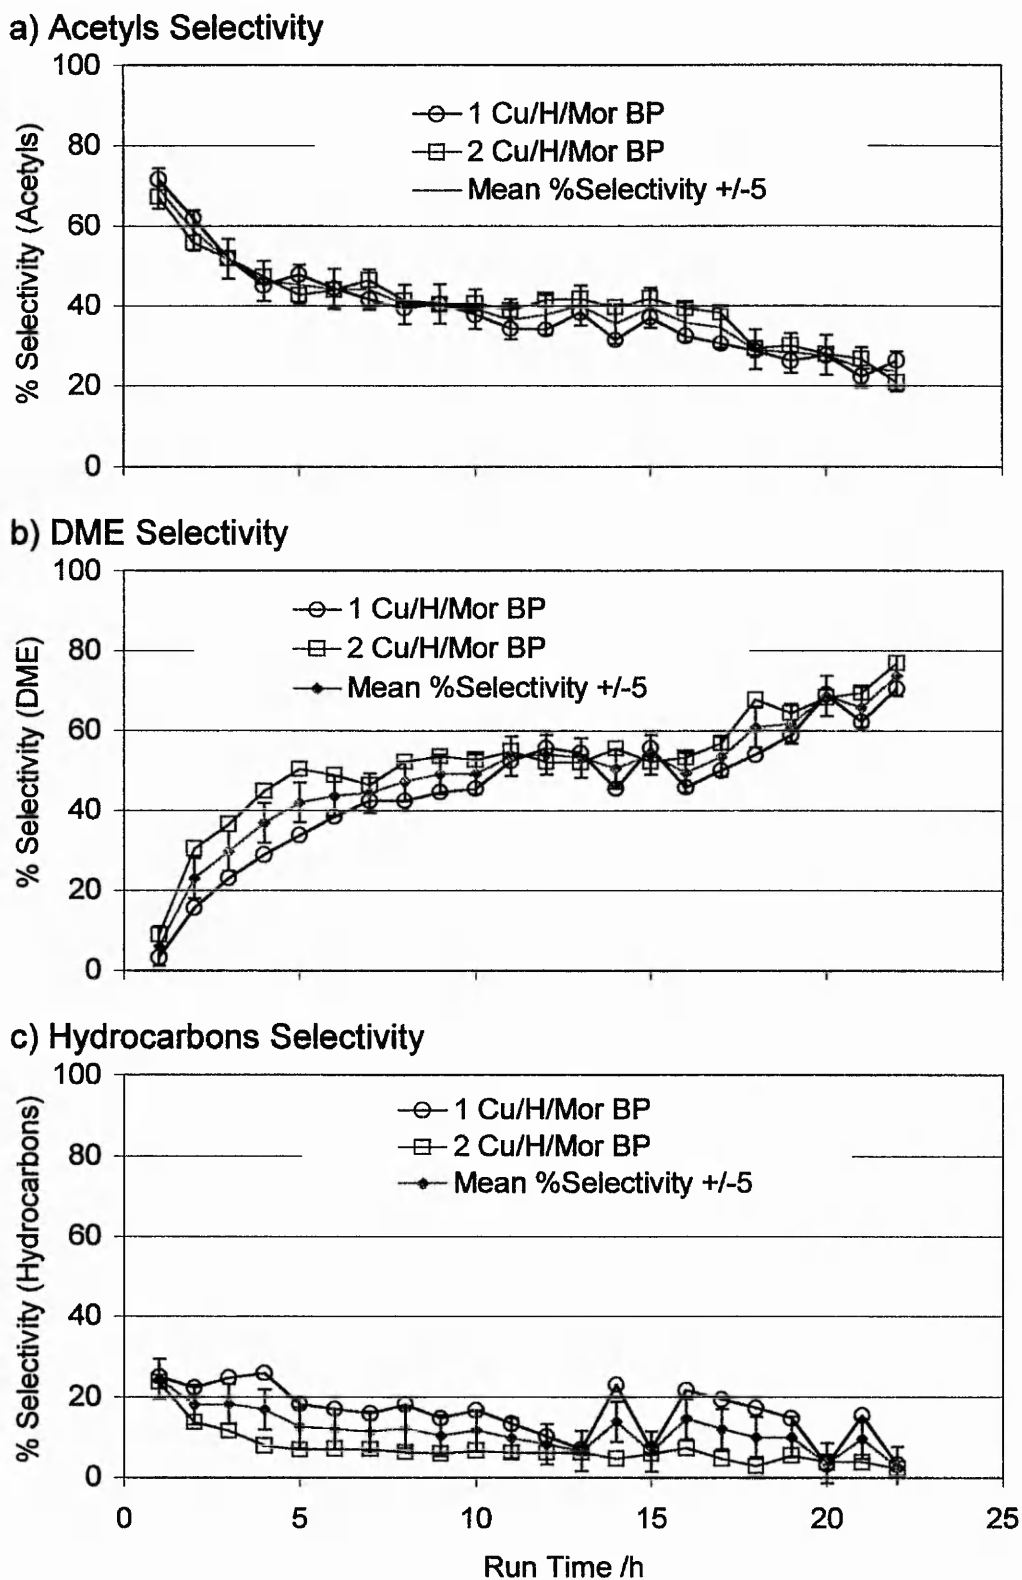 a) Acetyls Selectivity
100
80
60
40
20
0
% Selectivity (Acetyls)
1 Cu/H/Mor BP
2 Cu/H/Mor BP
Mean %Selectivity +/-5
b) DME Selectivity
100
80
60
40
20
0
% Selectivity (DME)
1 Cu/H/Mor BP
2 Cu/H/Mor BP
Mean %Selectivity +/-5
c) Hydrocarbons Selectivity
100
80
60
40
20
0
% Selectivity (Hydrocarbons)
1 Cu/H/Mor BP
2 Cu/H/Mor BP
Mean %Selectivity +/-5
0 5 10 15 20 25
Run Time /h